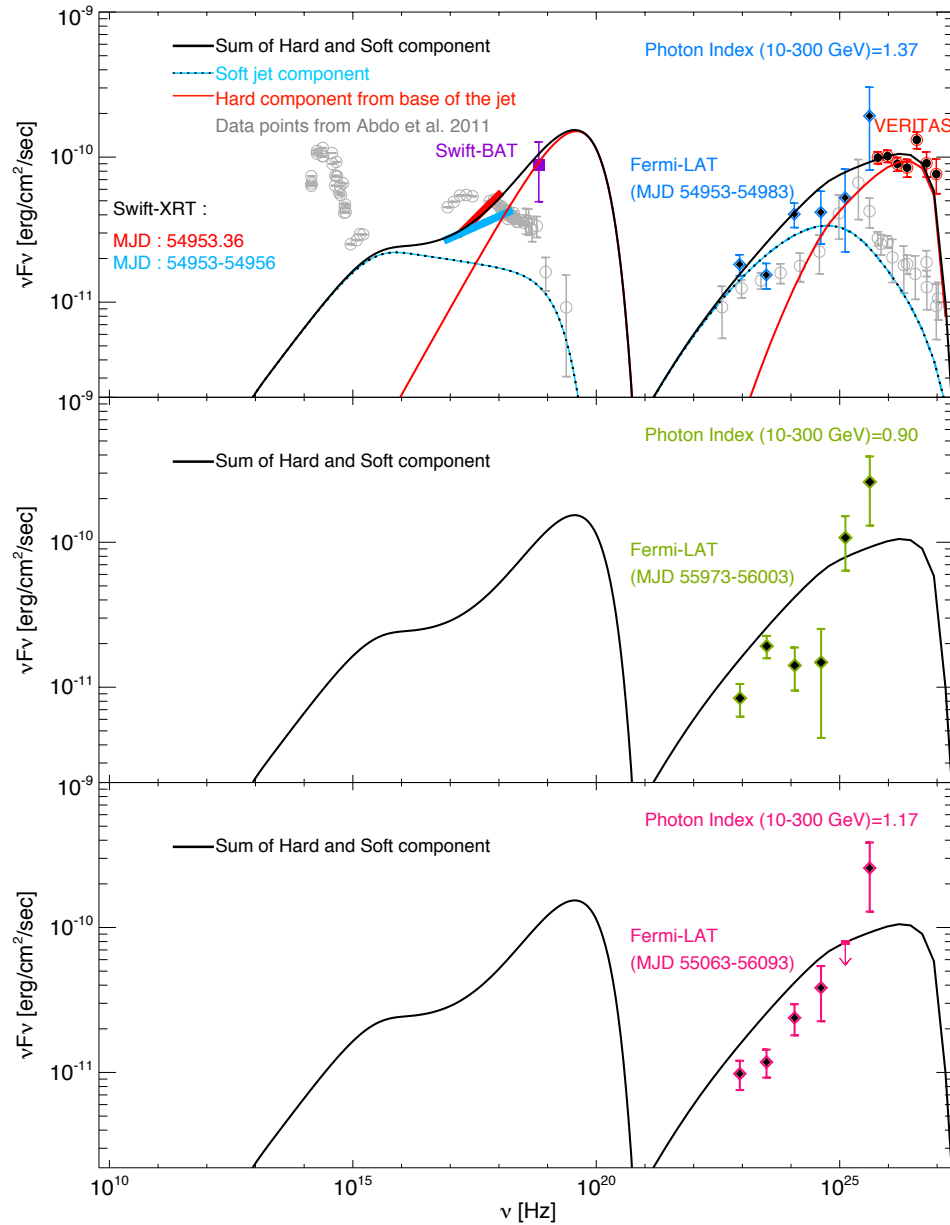 10⁻⁹
Sum of Hard and Soft component
Soft jet component
Hard component from base of the jet
Data points from Abdo et al. 2011
Photon Index (10-300 GeV)=1.37
VERITAS
Swift-BAT
10⁻¹⁰
Fermi-LAT
(MJD 54953-54983)
Swift-XRT :
MJD : 54953.36
MJD : 54953-54956
νFν [erg/cm²/sec]
10⁻¹¹
10⁻⁹
Photon Index (10-300 GeV)=0.90
Sum of Hard and Soft component
10⁻¹⁰
Fermi-LAT
(MJD 55973-56003)
νFν [erg/cm²/sec]
10⁻¹¹
10⁻⁹
Photon Index (10-300 GeV)=1.17
Sum of Hard and Soft component
10⁻¹⁰
Fermi-LAT
(MJD 55063-56093)
νFν [erg/cm²/sec]
10⁻¹¹
10¹⁰ 10¹⁵ 10²⁰ 10²⁵
ν [Hz]